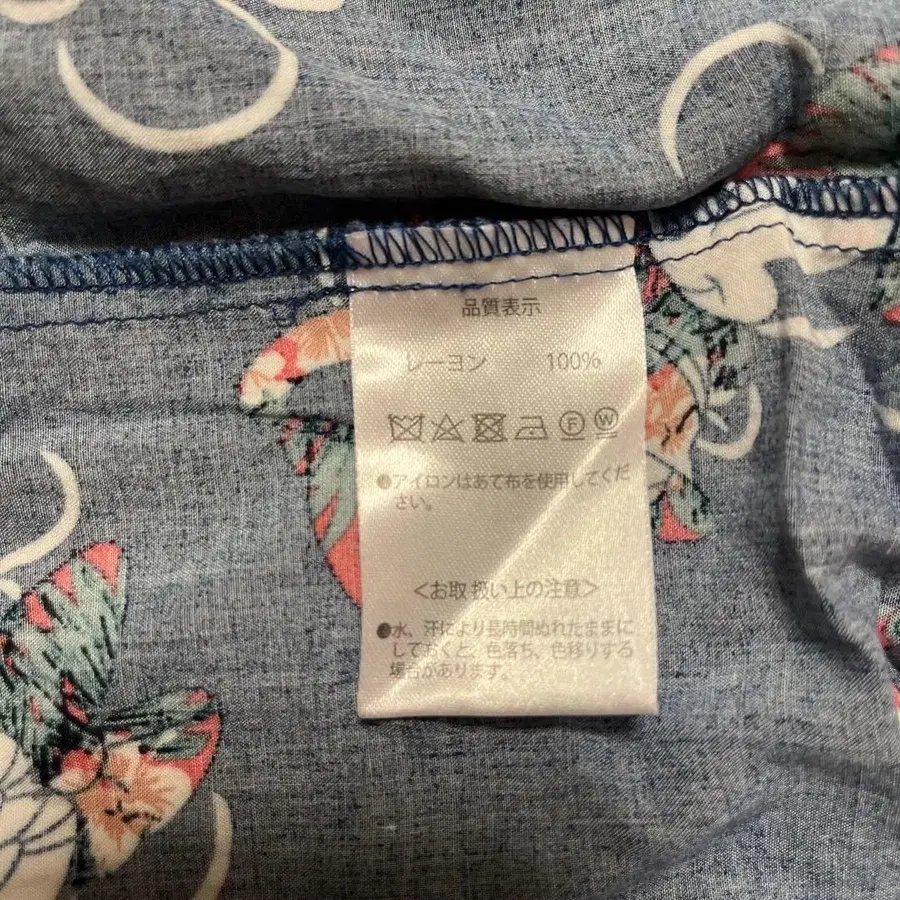 品質表示
レーヨン 100%
F W
●アイロンはあて布を使用してくだ
さい。
<お取扱い上の注意>
●水、汗により長時間ぬれたままに
しておくと、色落ち、色移りする
場合があります。